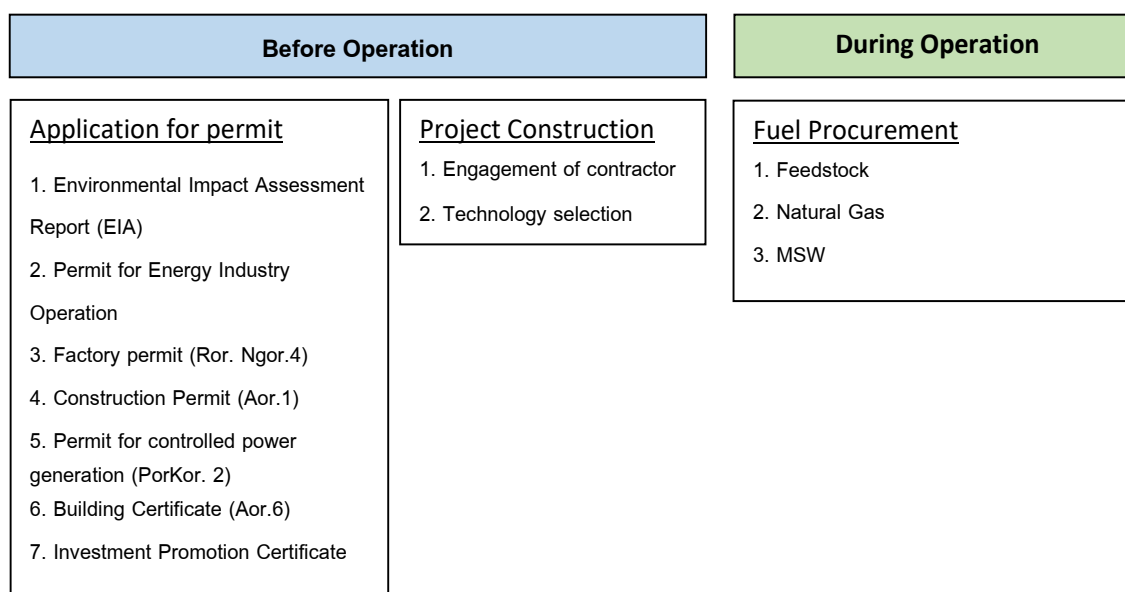 Before Operation
During Operation
Application for permit
1. Environmental Impact Assessment
Report (EIA)
2. Permit for Energy Industry
Operation
3. Factory permit (Ror. Ngor.4)
4. Construction Permit (Aor.1)
5. Permit for controlled power
generation (PorKor. 2)
6. Building Certificate (Aor.6)
7. Investment Promotion Certificate
Project Construction
1. Engagement of contractor
2. Technology selection
Fuel Procurement
1. Feedstock
2. Natural Gas
3. MSW